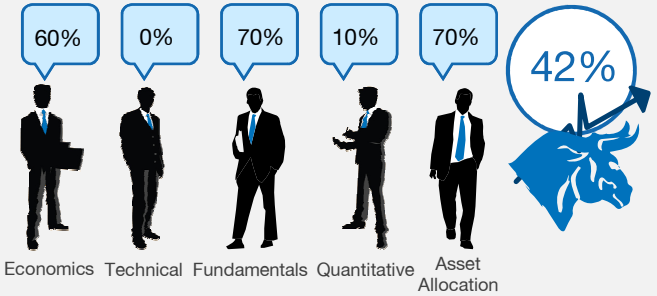 60%
0%
70%
10%
70%
42%
Economics
Technical
Fundamentals
Quantitative
Asset
Allocation